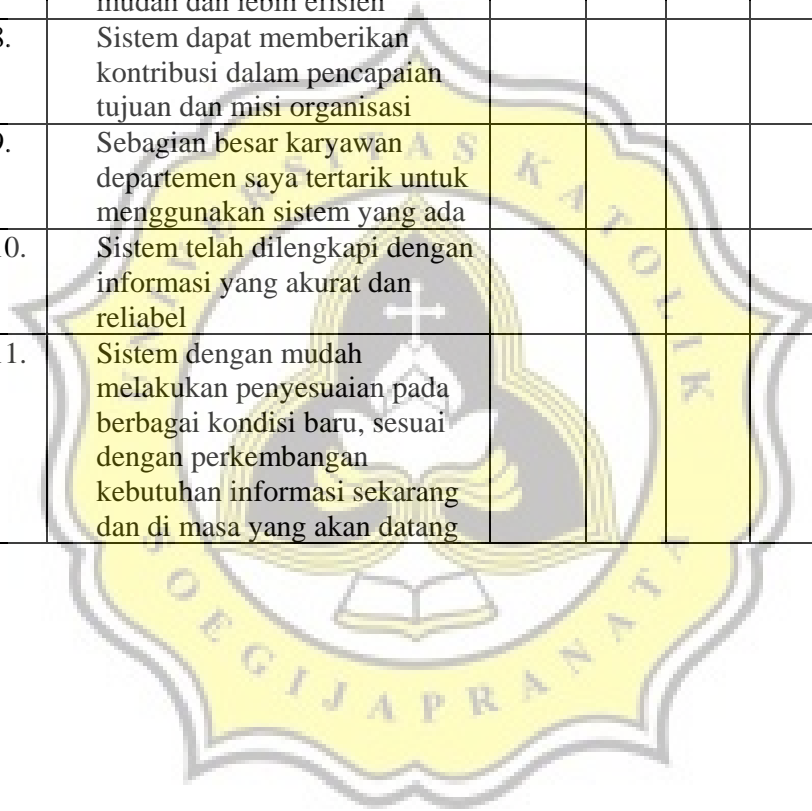 mudah dan lebih efisien
8. Sistem dapat memberikan
kontribusi dalam pencapaian
tujuan dan misi organisasi
9. Sebagian besar karyawan
departemen saya tertarik untuk
menggunakan sistem yang ada
10. Sistem telah dilengkapi dengan
informasi yang akurat dan
reliabel
11. Sistem dengan mudah
melakukan penyesuaian pada
berbagai kondisi baru, sesuai
dengan perkembangan
kebutuhan informasi sekarang
dan di masa yang akan datang
UNIVERSITAS KATOLIK
SOEGIJAPRANATA